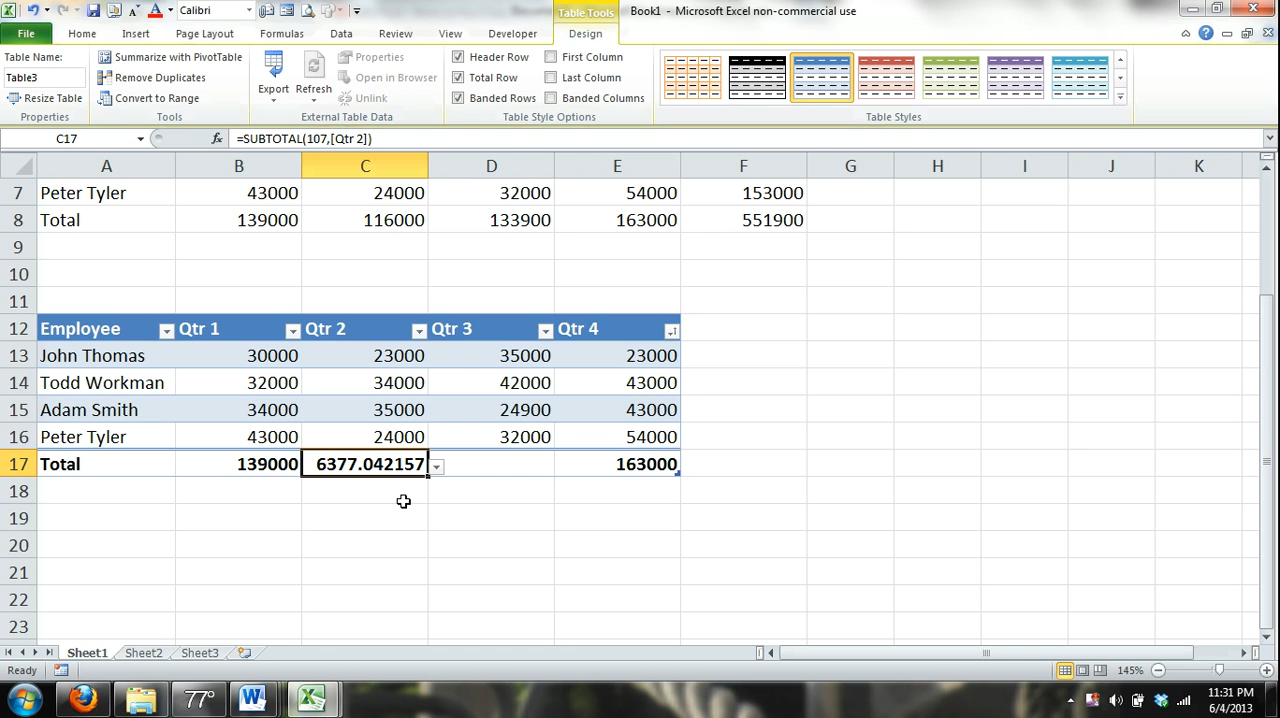 Calibri
Table Tools
Book1 - Microsoft Excel non-commercial use
File Home Insert Page Layout Formulas Data Review View Developer Design
Table Name: Summarize with PivotTable Properties Header Row First Column
Table3 Remove Duplicates Open in Browser Total Row Last Column
Resize Table Convert to Range Export Refresh Unlink Banded Rows Banded Columns
Properties Tools External Table Data Table Style Options Table Styles
C17 fx =SUBTOTAL(107,[Qtr 2])
A B C D E F G H I J K
7 Peter Tyler 43000 24000 32000 54000 153000
8 Total 139000 116000 133900 163000 551900
9
10
11
12 Employee Qtr 1 Qtr 2 Qtr 3 Qtr 4
13 John Thomas 30000 23000 35000 23000
14 Todd Workman 32000 34000 42000 43000
15 Adam Smith 34000 35000 24900 43000
16 Peter Tyler 43000 24000 32000 54000
17 Total 139000 6377.042157 163000
18
19
20
21
22
23
Sheet1 Sheet2 Sheet3
Ready 145%
77° 11:31 PM
6/4/2013